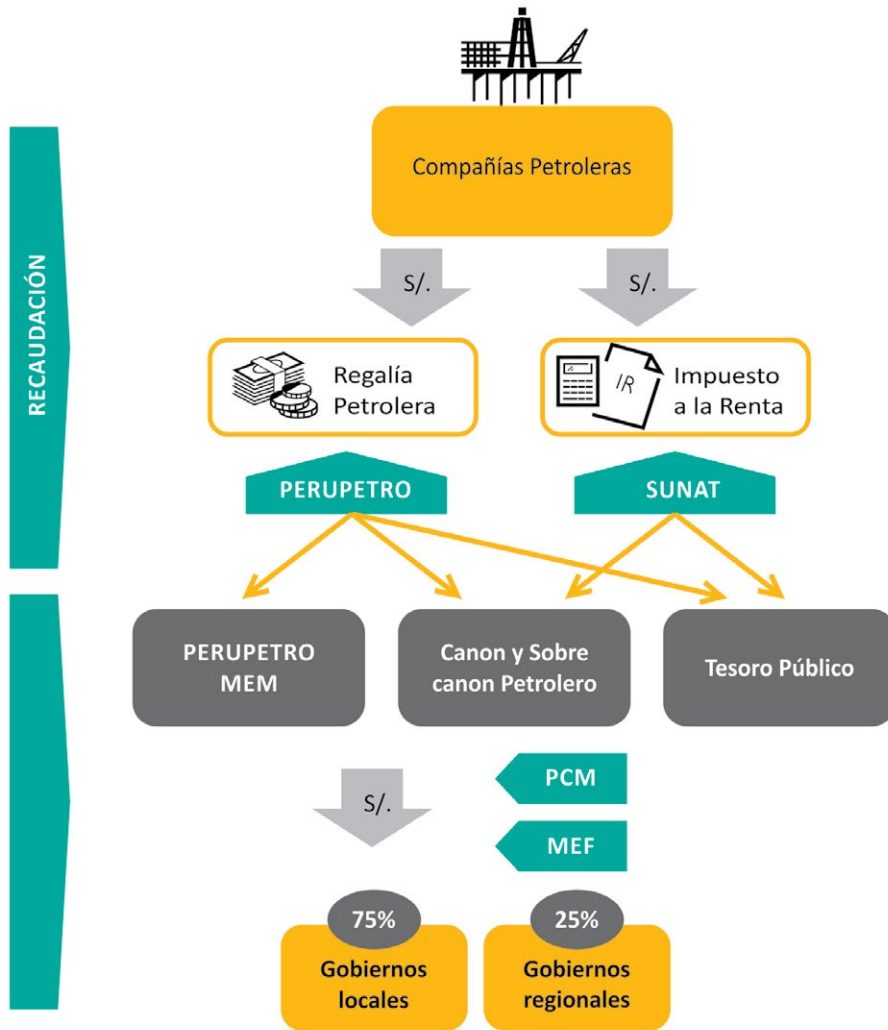 Compañías Petroleras
RECAUDACIÓN
S/.
S/.
Regalía
Petrolera
IR
Impuesto
a la Renta
PERUPETRO
SUNAT
PERUPETRO
MEM
Canon y Sobre
canon Petrolero
Tesoro Público
S/.
PCM
MEF
75%
Gobiernos
locales
25%
Gobiernos
regionales